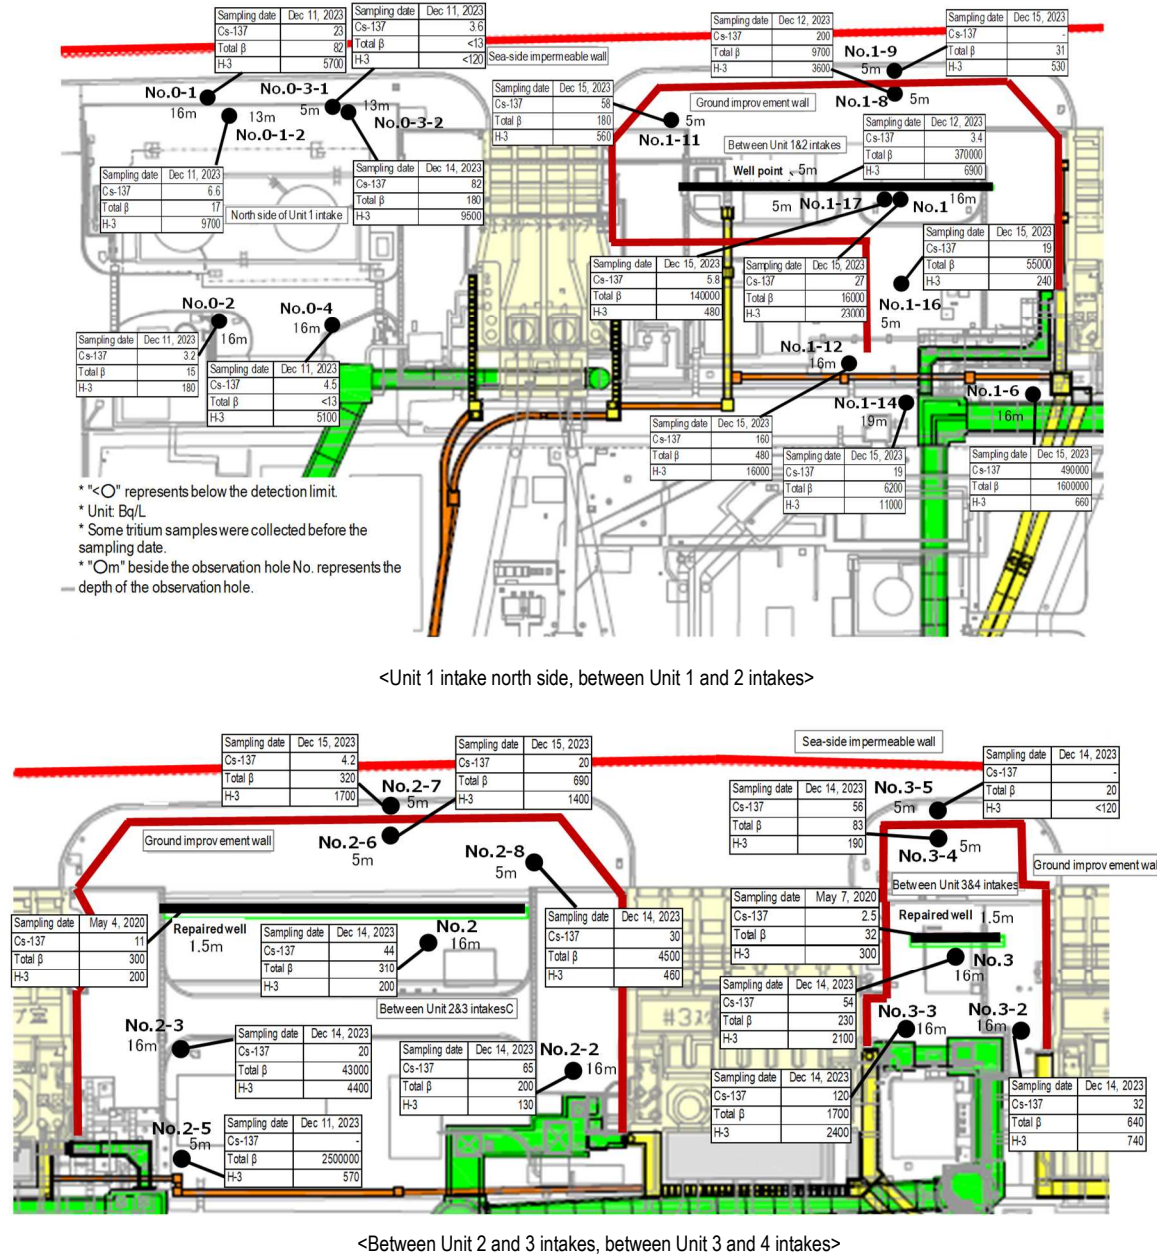 Sampling date Dec 11, 2023
Cs-137 23
Total β 82
H-3 5700
Sampling date Dec 11, 2023
Cs-137 3.6
Total β <13
H-3 <120
Sea-side impermeable wall
Sampling date Dec 12, 2023
Cs-137 200
Total β 9700
H-3 3600
Sampling date Dec 15, 2023
Cs-137 -
Total β 31
H-3 530
No.1-9
5m
No.1-8
5m
No.0-1
16m
No.0-3-1
5m
13m
No.0-3-2
13m
No.0-1-2
Sampling date Dec 15, 2023
Cs-137 58
Total β 180
H-3 560
5m
No.1-11
Ground improvement wall
Between Unit 1&2 intakes
Sampling date Dec 12, 2023
Cs-137 3.4
Total β 370000
H-3 6900
Well point 5m
Sampling date Dec 11, 2023
Cs-137 6.6
Total β 17
H-3 9700
North side of Unit 1 intake
Sampling date Dec 14, 2023
Cs-137 82
Total β 180
H-3 9500
5m No.1-17
No.1
16m
Sampling date Dec 15, 2023
Cs-137 19
Total β 55000
H-3 240
Sampling date Dec 15, 2023
Cs-137 5.8
Total β 140000
H-3 480
Sampling date Dec 15, 2023
Cs-137 27
Total β 16000
H-3 23000
No.1-16
5m
No.0-2
16m
No.0-4
16m
Sampling date Dec 11, 2023
Cs-137 3.2
Total β 15
H-3 180
Sampling date Dec 11, 2023
Cs-137 4.5
Total β <13
H-3 5100
No.1-12
16m
No.1-14
19m
No.1-6
16m
Sampling date Dec 15, 2023
Cs-137 160
Total β 480
H-3 16000
Sampling date Dec 15, 2023
Cs-137 19
Total β 6200
H-3 11000
Sampling date Dec 15, 2023
Cs-137 490000
Total β 1600000
H-3 660
* "<○" represents below the detection limit.
* Unit: Bq/L
* Some tritium samples were collected before the
sampling date.
* "○m" beside the observation hole No. represents the
depth of the observation hole.
<Unit 1 intake north side, between Unit 1 and 2 intakes>
Sampling date Dec 15, 2023
Cs-137 4.2
Total β 320
H-3 1700
Sampling date Dec 15, 2023
Cs-137 20
Total β 690
H-3 1400
Sea-side impermeable wall
Sampling date Dec 14, 2023
Cs-137 -
Total β 20
H-3 <120
No.2-7
5m
No.2-6
5m
Sampling date Dec 14, 2023
Cs-137 56
Total β 83
H-3 190
No.3-5
5m
5m
No.3-4
Ground improvement wall
No.2-8
5m
Ground improvement wall
Between Unit 3&4 intakes
Sampling date May 4, 2020
Cs-137 11
Total β 300
H-3 200
Repaired well
1.5m
Sampling date Dec 14, 2023
Cs-137 44
Total β 310
H-3 200
No.2
16m
Sampling date Dec 14, 2023
Cs-137 30
Total β 4500
H-3 460
Sampling date May 7, 2020
Cs-137 2.5
Total β 32
H-3 300
Repaired well 1.5m
No.3
16m
Between Unit 2&3 intakesC
Sampling date Dec 14, 2023
Cs-137 54
Total β 230
H-3 2100
No.3-3
16m
No.3-2
16m
No.2-3
16m
Sampling date Dec 14, 2023
Cs-137 20
Total β 43000
H-3 4400
Sampling date Dec 14, 2023
Cs-137 65
Total β 200
H-3 130
No.2-2
16m
Sampling date Dec 14, 2023
Cs-137 120
Total β 1700
H-3 2400
Sampling date Dec 14, 2023
Cs-137 32
Total β 640
H-3 740
No.2-5
5m
Sampling date Dec 11, 2023
Cs-137 -
Total β 2500000
H-3 570
<Between Unit 2 and 3 intakes, between Unit 3 and 4 intakes>